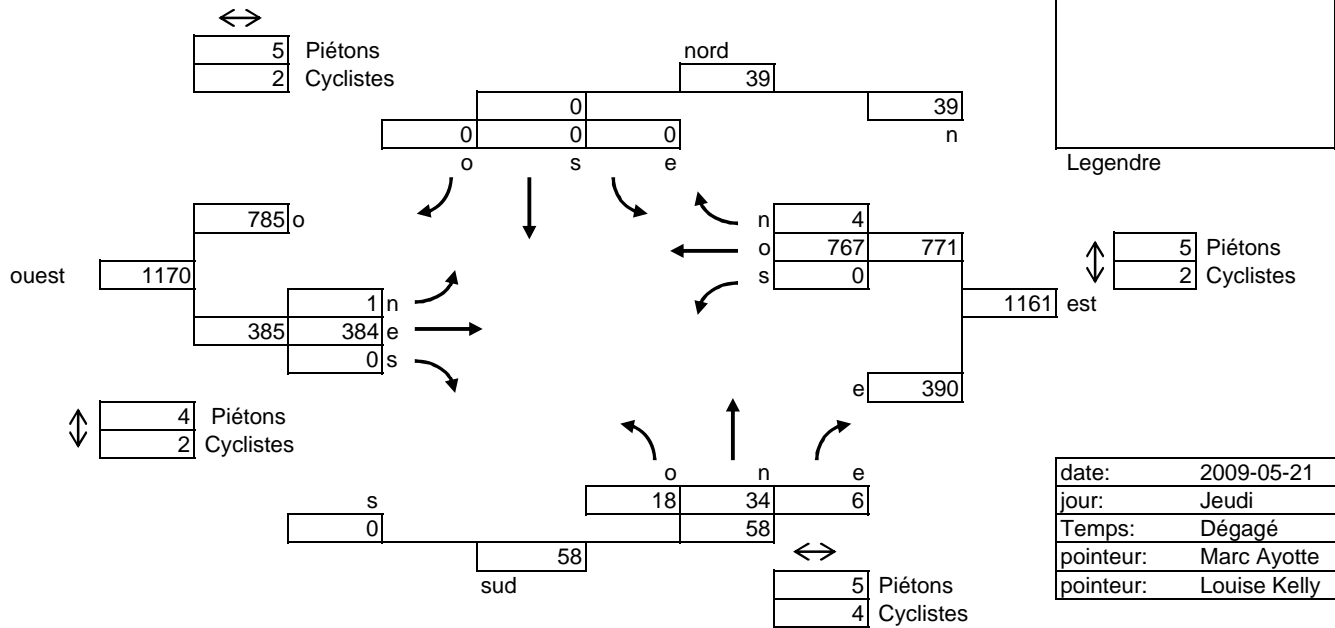 5 Piétons
nord
2 Cyclistes
39
0
39
0 0 0
n
o s e
Legendre
785 o
n 4
o 767 771
5 Piétons
ouest 1170
s 0
2 Cyclistes
1 n
1161 est
385 384 e
0 s
e 390
4 Piétons
2 Cyclistes
o n e
date: 2009-05-21
s
18 34 6
jour: Jeudi
0
58
Temps: Dégagé
58
pointeur: Marc Ayotte
sud
5 Piétons
pointeur: Louise Kelly
4 Cyclistes